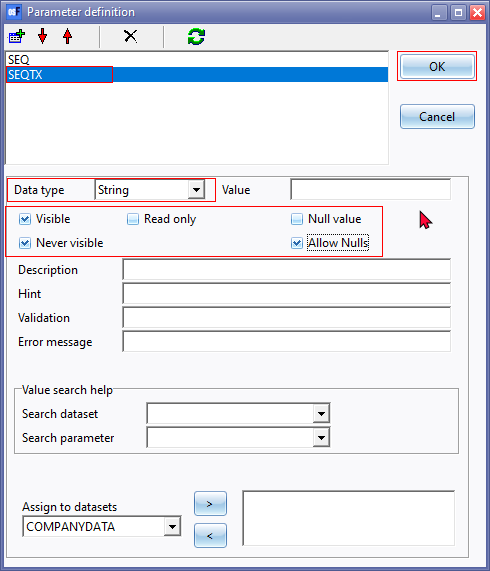 Parameter definition
SEQ
SEQTX
OK
Cancel
Data type String Value
Visible Read only Null value
Never visible Allow Nulls
Description
Hint
Validation
Error message
Value search help
Search dataset
Search parameter
Assign to datasets
>
COMPANYDATA
<